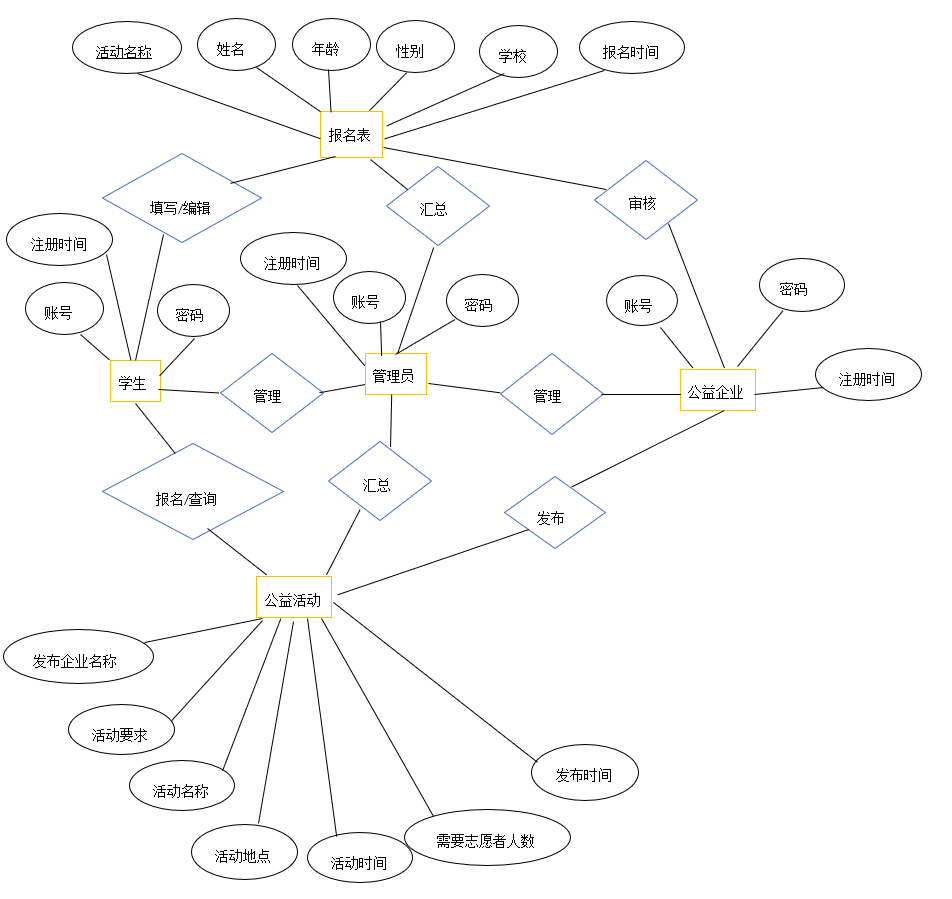 活动名称
姓名
年龄
性别
学校
报名时间
报名表
填写/编辑
汇总
审核
注册时间
注册时间
账号
密码
账号
密码
账号
密码
学生
管理
管理员
管理
公益企业
注册时间
报名/查询
汇总
发布
公益活动
发布企业名称
活动要求
活动名称
活动地点
活动时间
需要志愿者人数
发布时间